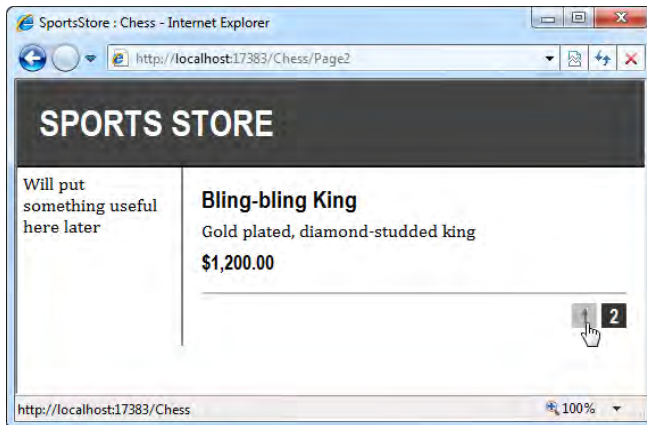 SportsStore : Chess - Internet Explorer
http://localhost:17383/Chess/Page2
SPORTS STORE
Will put
something useful
here later
Bling-bling King
Gold plated, diamond-studded king
$1,200.00
1 2
http://localhost:17383/Chess
100%